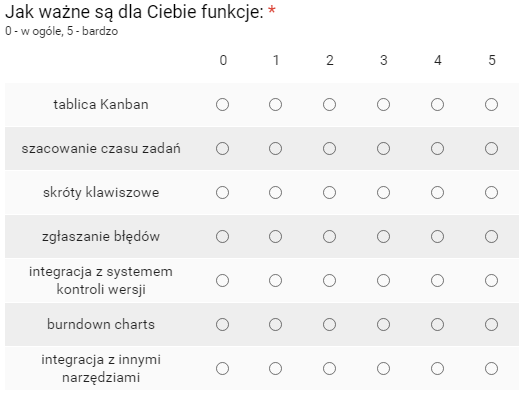 Jak ważne są dla Ciebie funkcje: *
0 - w ogóle, 5 - bardzo
0 1 2 3 4 5
tablica Kanban
szacowanie czasu zadań
skróty klawiszowe
zgłaszanie błędów
integracja z systemem
kontroli wersji
burndown charts
integracja z innymi
narzędziami